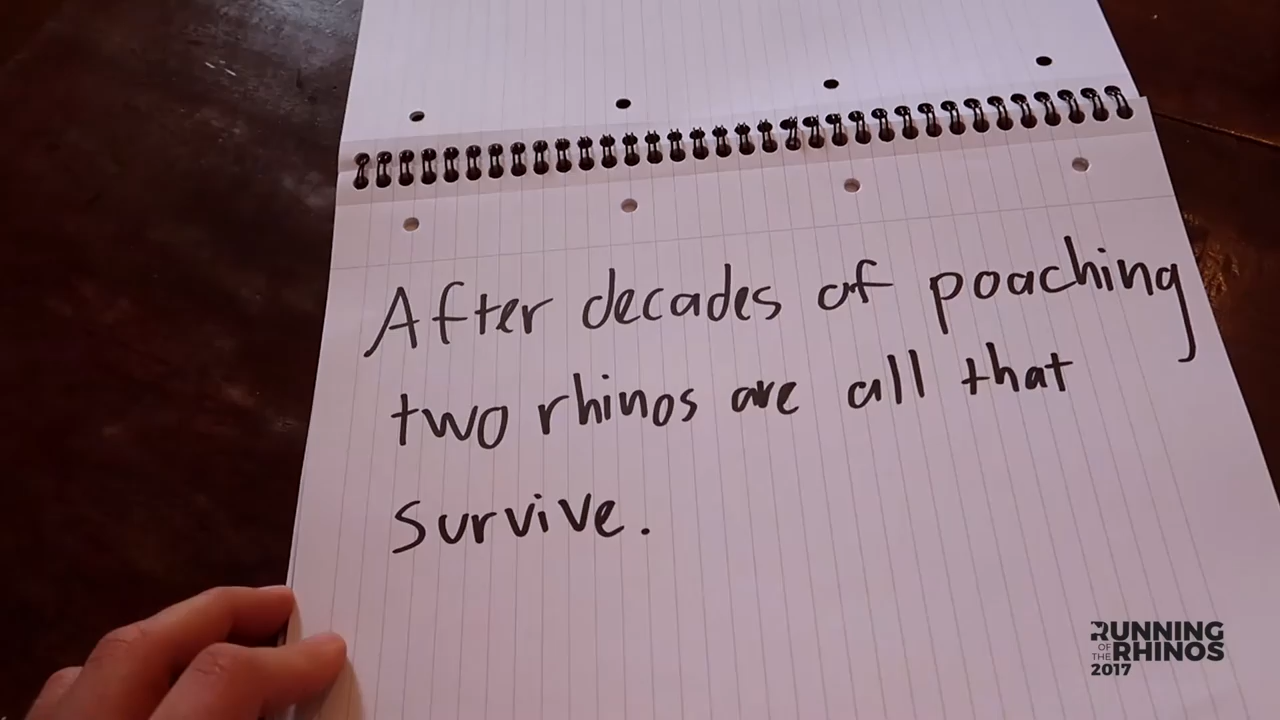 After decades of poaching
two rhinos are all that
survive.
RUNNING
OF THE RHINOS
2017